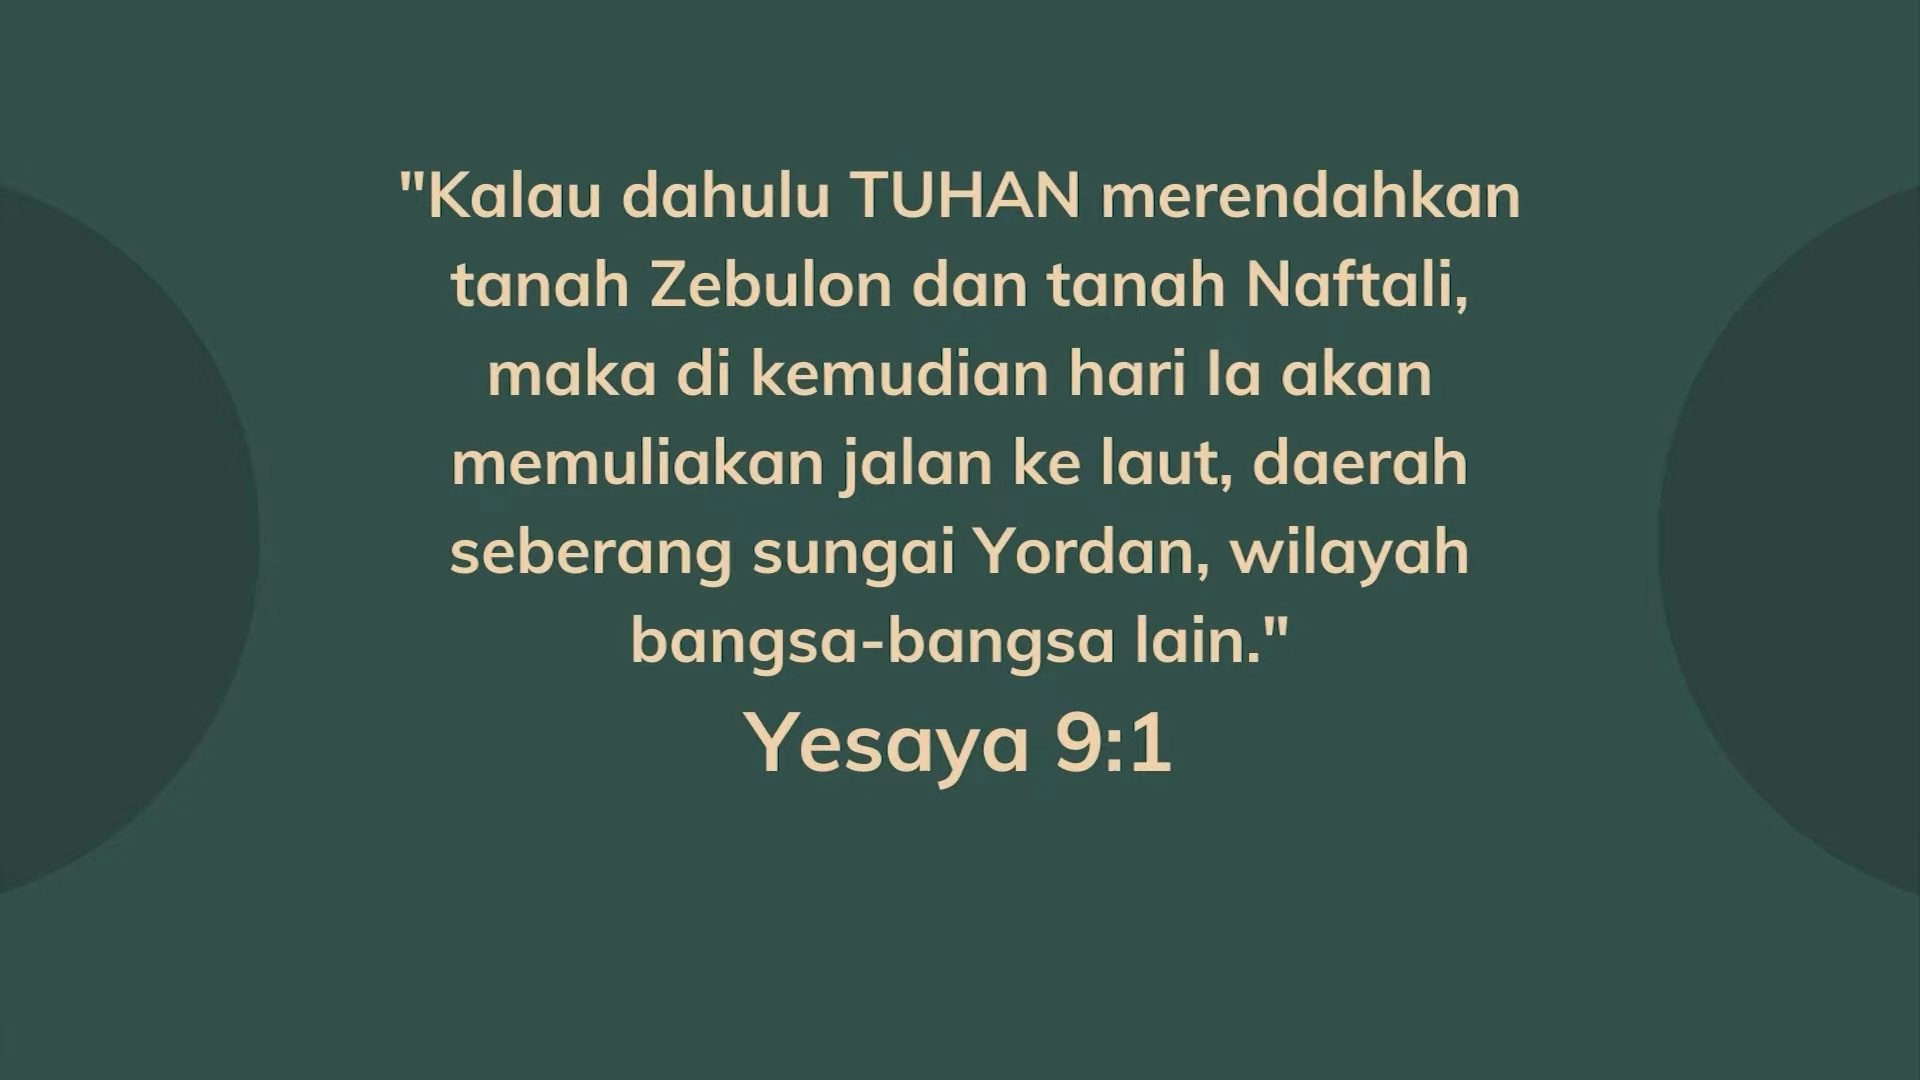 "Kalau dahulu TUHAN merendahkan
tanah Zebulon dan tanah Naftali,
maka di kemudian hari Ia akan
memuliakan jalan ke laut, daerah
seberang sungai Yordan, wilayah
bangsa-bangsa lain."
Yesaya 9:1